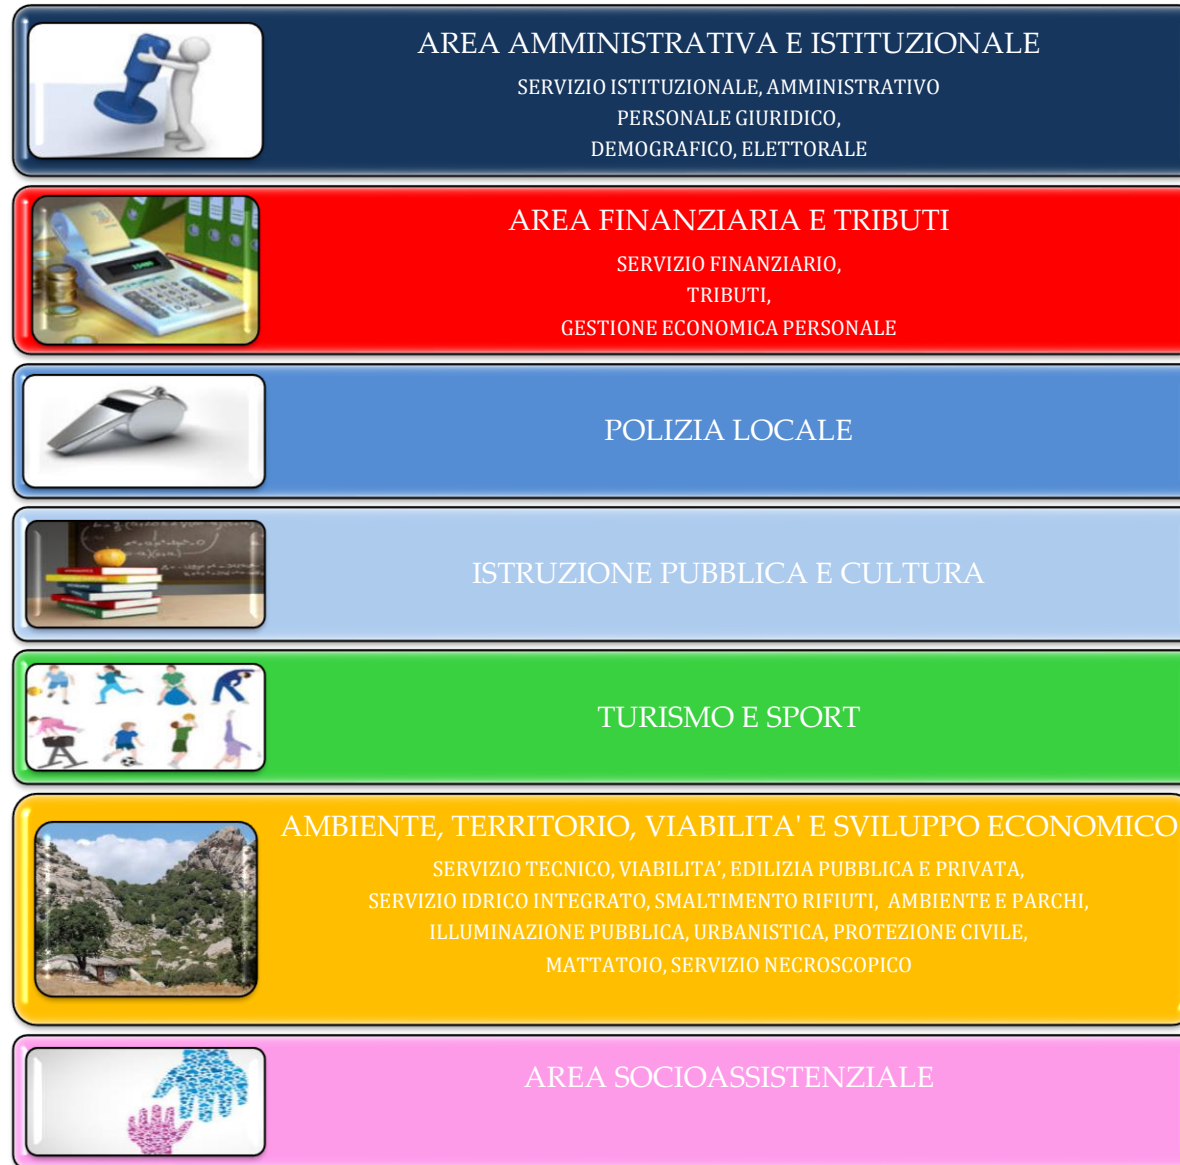 AREA AMMINISTRATIVA E ISTITUZIONALE
SERVIZIO ISTITUZIONALE, AMMINISTRATIVO
PERSONALE GIURIDICO,
DEMOGRAFICO, ELETTORALE
AREA FINANZIARIA E TRIBUTI
SERVIZIO FINANZIARIO,
TRIBUTI,
GESTIONE ECONOMICA PERSONALE
POLIZIA LOCALE
ISTRUZIONE PUBBLICA E CULTURA
TURISMO E SPORT
AMBIENTE, TERRITORIO, VIABILITA' E SVILUPPO ECONOMICO
SERVIZIO TECNICO, VIABILITA’, EDILIZIA PUBBLICA E PRIVATA,
SERVIZIO IDRICO INTEGRATO, SMALTIMENTO RIFIUTI, AMBIENTE E PARCHI,
ILLUMINAZIONE PUBBLICA, URBANISTICA, PROTEZIONE CIVILE,
MATTATOIO, SERVIZIO NECROSCOPICO
AREA SOCIOASSISTENZIALE